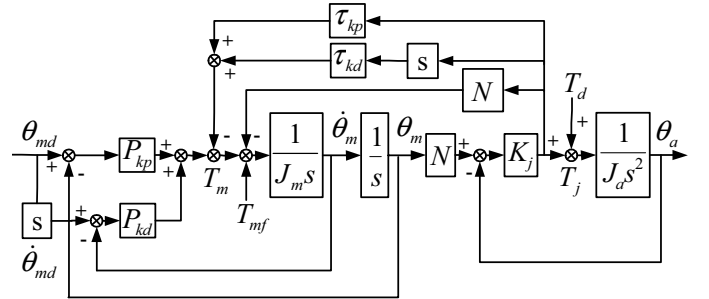 τ_kp
+
τ_kd
s
+
N
T_d
θ_md
- -
θ̇_m
θ_m
+
θ_a
+
-
P_kp
+
+
T_m
1
J_m s
1
s
N
+
-
K_j
+
T_j
1
J_a s²
s
+
-
P_kd
T_mf
θ̇_md